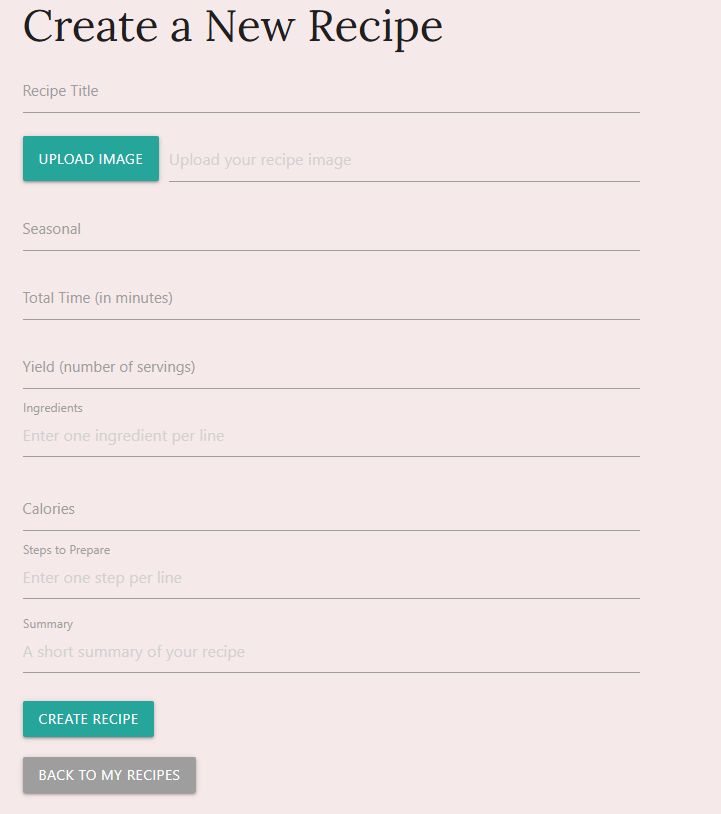 Create a New Recipe
Recipe Title
UPLOAD IMAGE Upload your recipe image
Seasonal
Total Time (in minutes)
Yield (number of servings)
Ingredients
Enter one ingredient per line
Calories
Steps to Prepare
Enter one step per line
Summary
A short summary of your recipe
CREATE RECIPE
BACK TO MY RECIPES